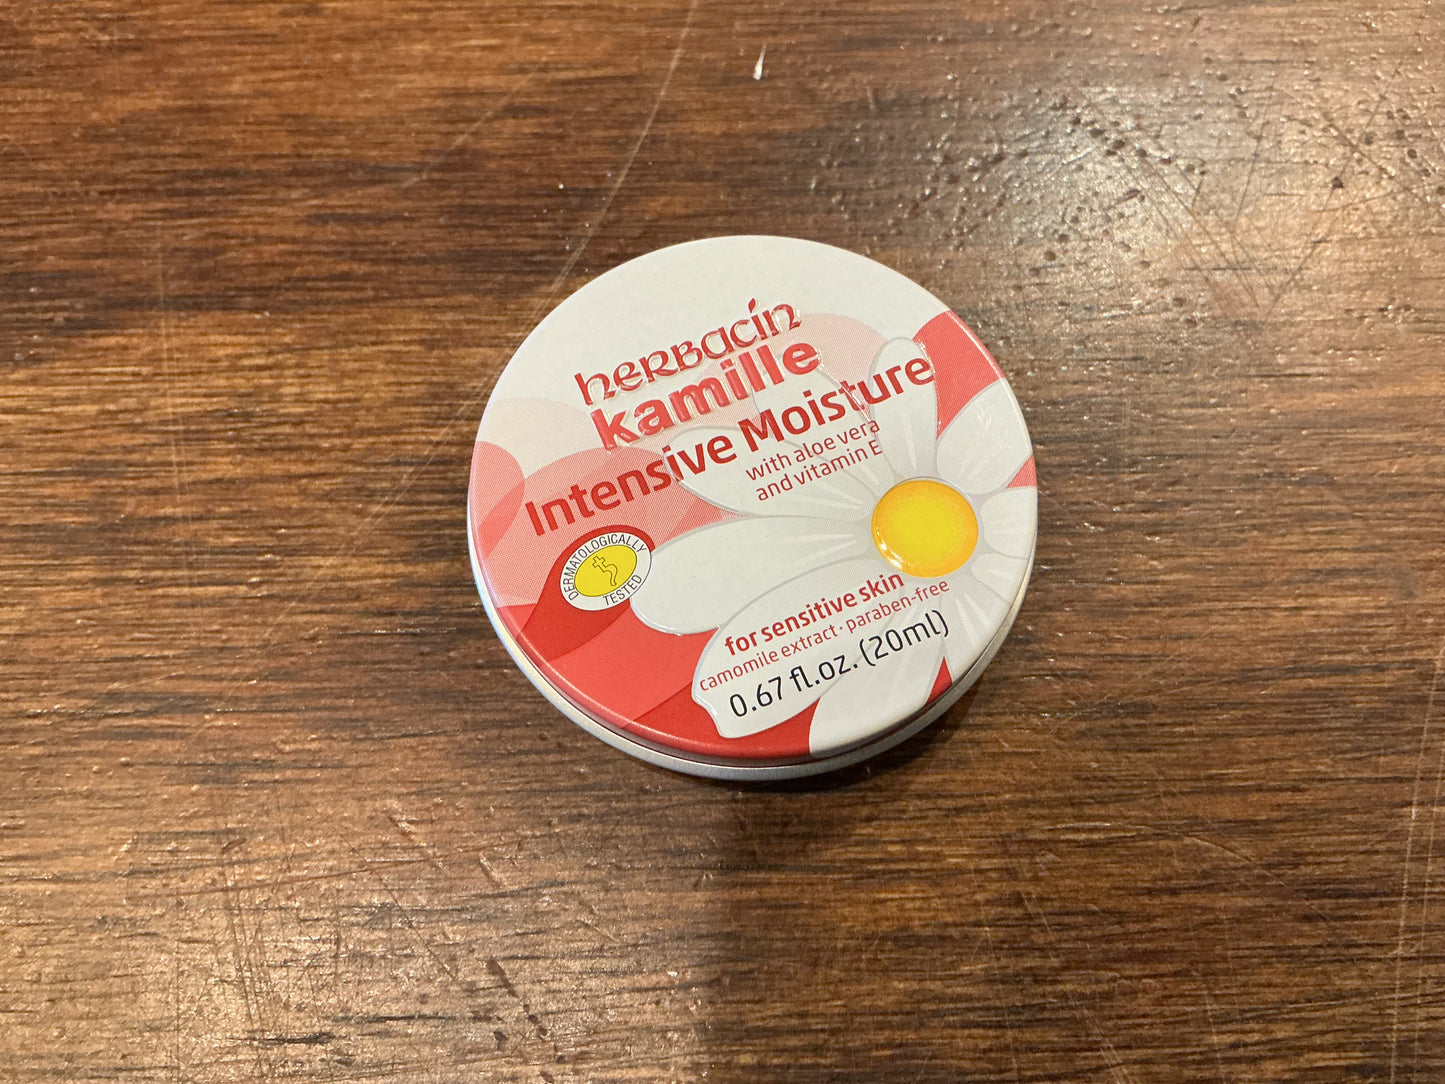 herbacin
kamille
Intensive Moisture
with aloe vera
and vitamin E
DERMATOLOGICALLY
TESTED
for sensitive skin
camomile extract · paraben-free
0.67 fl.oz. (20ml)